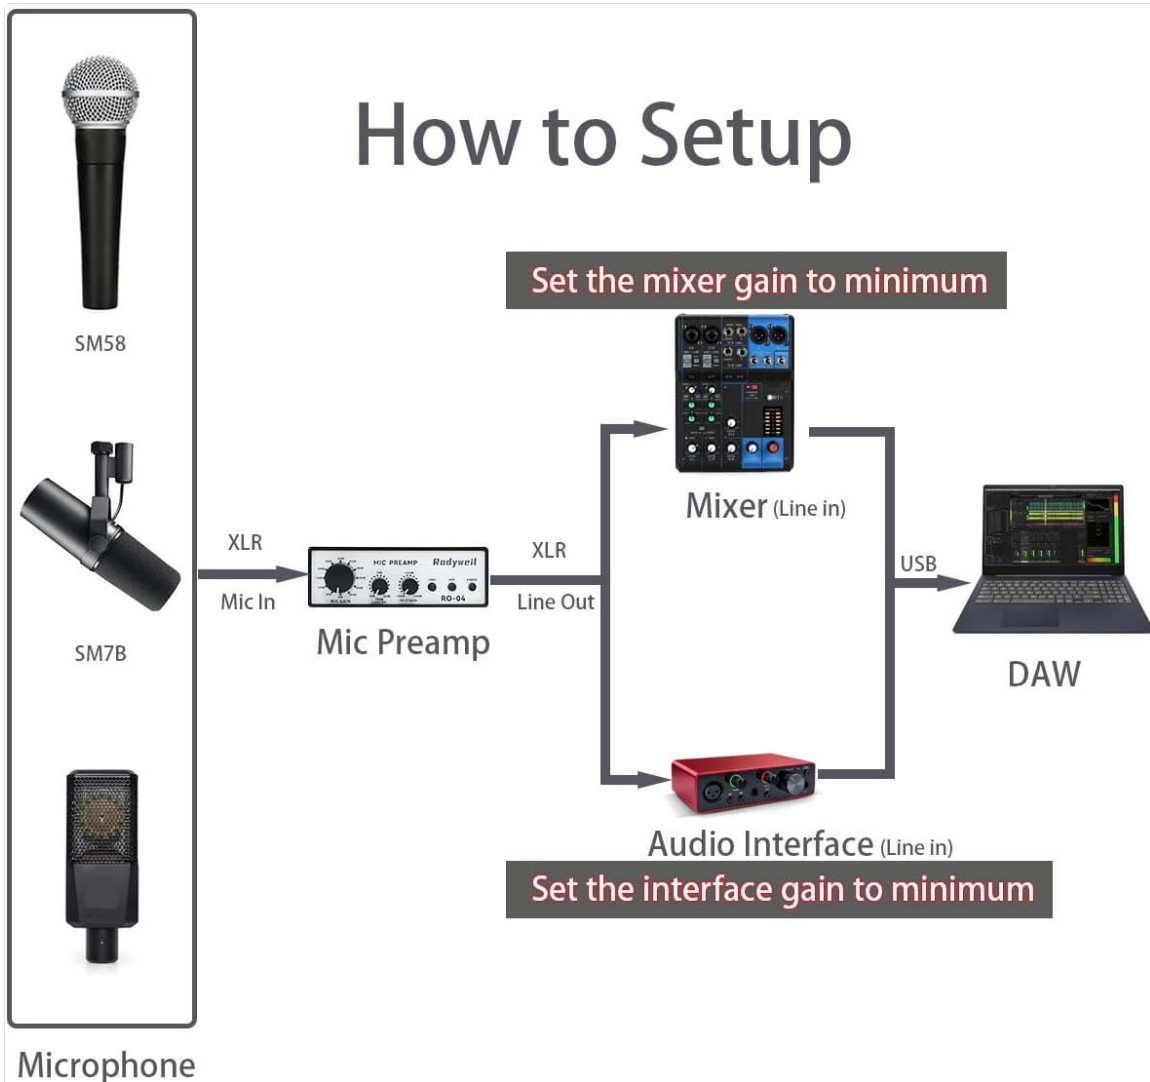 How to Setup
Set the mixer gain to minimum
SM58
Mixer (Line in)
XLR
Mic In
MIC PREAMP
Rodyweil
MIC GAIN
RO-04
Mic Preamp
XLR
Line Out
USB
DAW
SM7B
Audio Interface (Line in)
Set the interface gain to minimum
Microphone